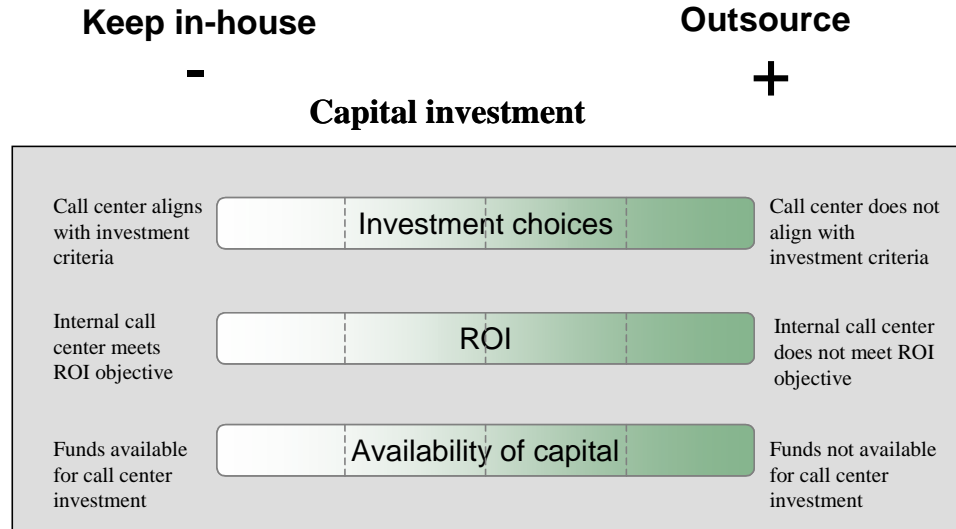 Keep in-house
Outsource
-
+
Capital investment
Call center aligns
with investment
criteria
Investment choices
Call center does not
align with
investment criteria
Internal call
center meets
ROI objective
ROI
Internal call center
does not meet ROI
objective
Funds available
for call center
investment
Availability of capital
Funds not available
for call center
investment